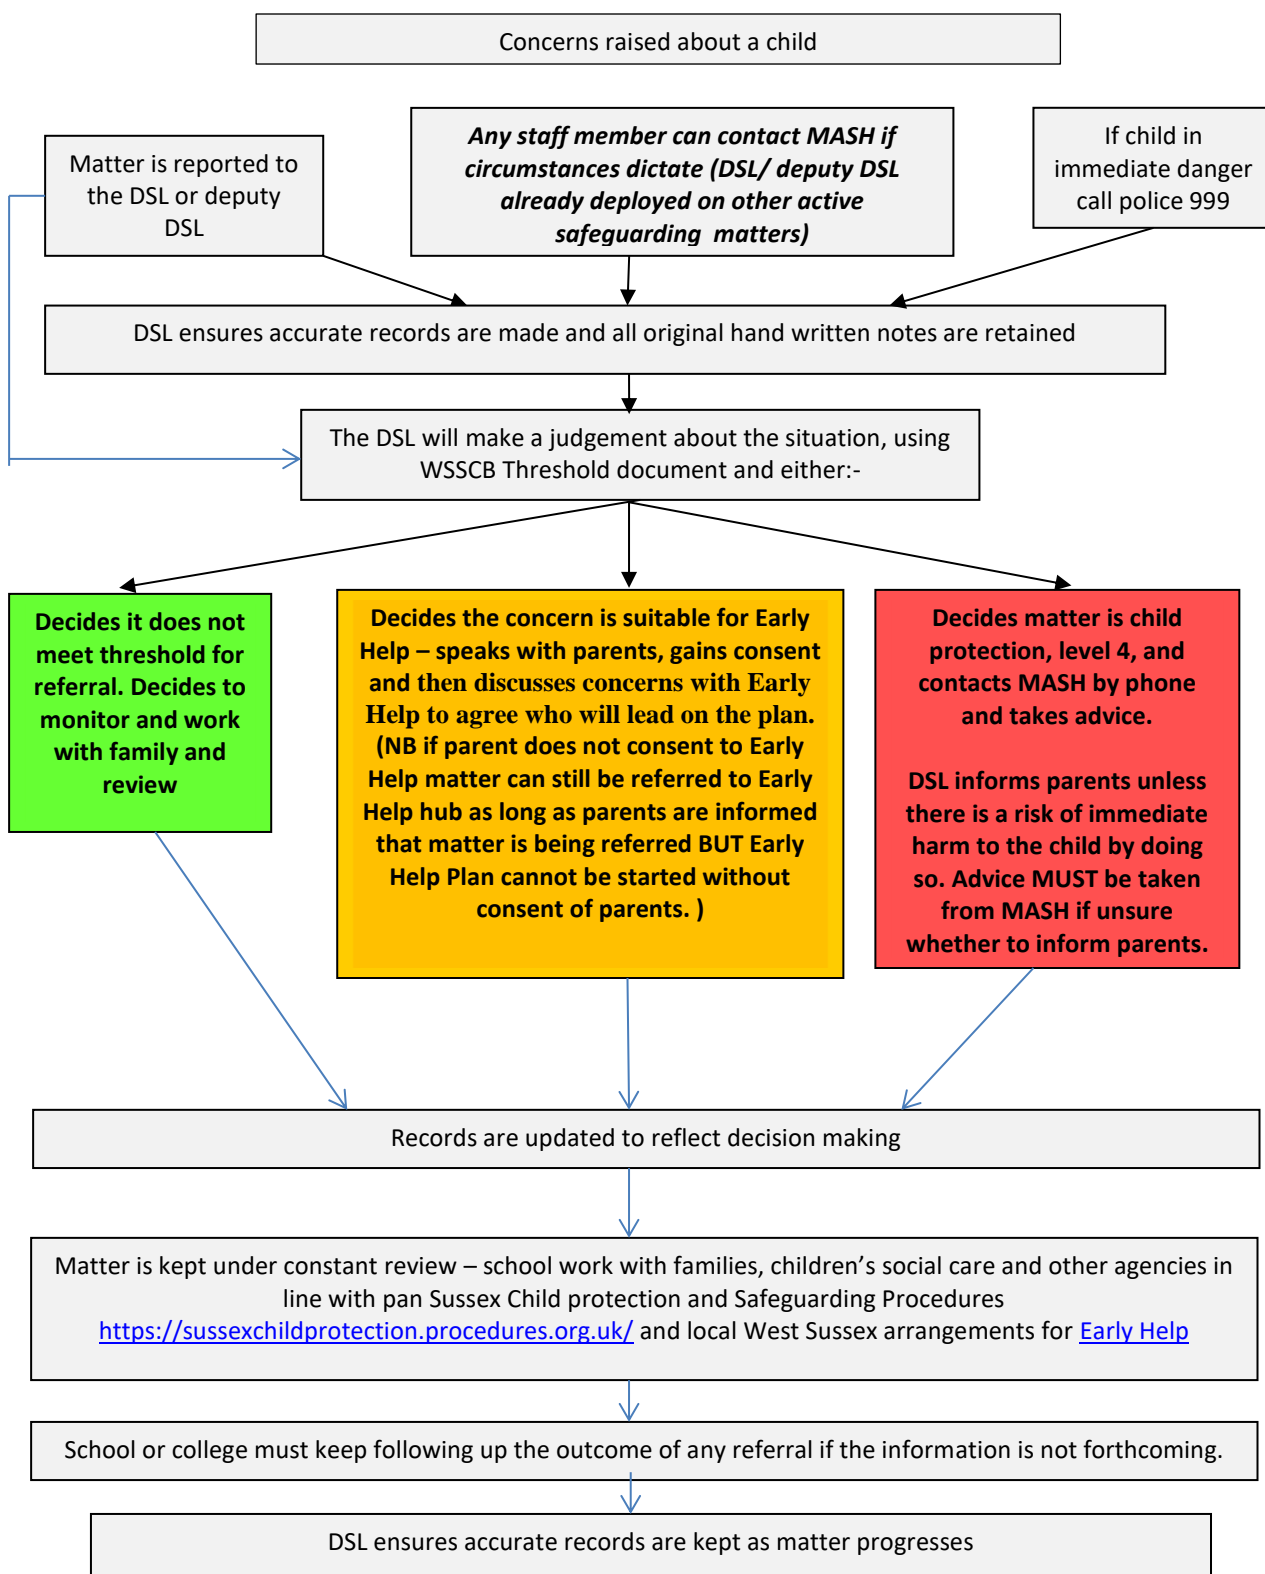 Concerns raised about a child
Matter is reported to
the DSL or deputy
DSL
Any staff member can contact MASH if
circumstances dictate (DSL/ deputy DSL
already deployed on other active
safeguarding matters)
If child in
immediate danger
call police 999
DSL ensures accurate records are made and all original hand written notes are retained
The DSL will make a judgement about the situation, using
WSSCB Threshold document and either:-
Decides it does not
meet threshold for
referral. Decides to
monitor and work
with family and
review
Decides the concern is suitable for Early
Help – speaks with parents, gains consent
and then discusses concerns with Early
Help to agree who will lead on the plan.
(NB if parent does not consent to Early
Help matter can still be referred to Early
Help hub as long as parents are informed
that matter is being referred BUT Early
Help Plan cannot be started without
consent of parents. )
Decides matter is child
protection, level 4, and
contacts MASH by phone
and takes advice.
DSL informs parents unless
there is a risk of immediate
harm to the child by doing
so. Advice MUST be taken
from MASH if unsure
whether to inform parents.
Records are updated to reflect decision making
Matter is kept under constant review – school work with families, children’s social care and other agencies in
line with pan Sussex Child protection and Safeguarding Procedures
https://sussexchildprotection.procedures.org.uk/ and local West Sussex arrangements for Early Help
School or college must keep following up the outcome of any referral if the information is not forthcoming.
DSL ensures accurate records are kept as matter progresses